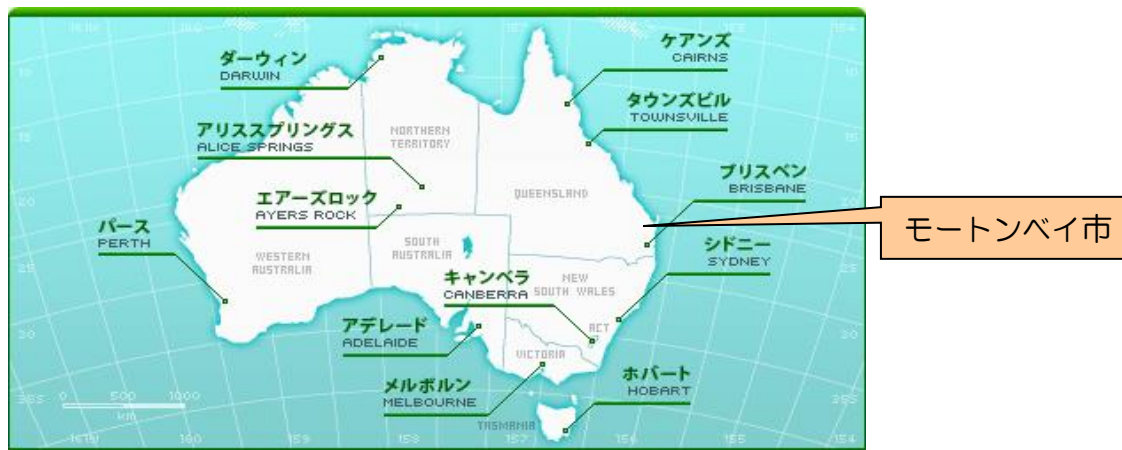 ダーウィン
DARWIN
ケアンズ
CAIRNS
タウンズビル
TOWNSVILLE
アリススプリングス
ALICE SPRINGS
NORTHERN
TERRITORY
ブリスベン
BRISBANE
エアーズロック
AYERS ROCK
QUEENSLAND
モートンベイ市
パース
PERTH
SOUTH
AUSTRALIA
シドニー
SYDNEY
WESTERN
AUSTRALIA
キャンベラ
CANBERRA
NEW
SOUTH WALES
アデレード
ADELAIDE
ACT
VICTORIA
メルボルン
MELBOURNE
ホバート
HOBART
TASMANIA
0 500 1000
km